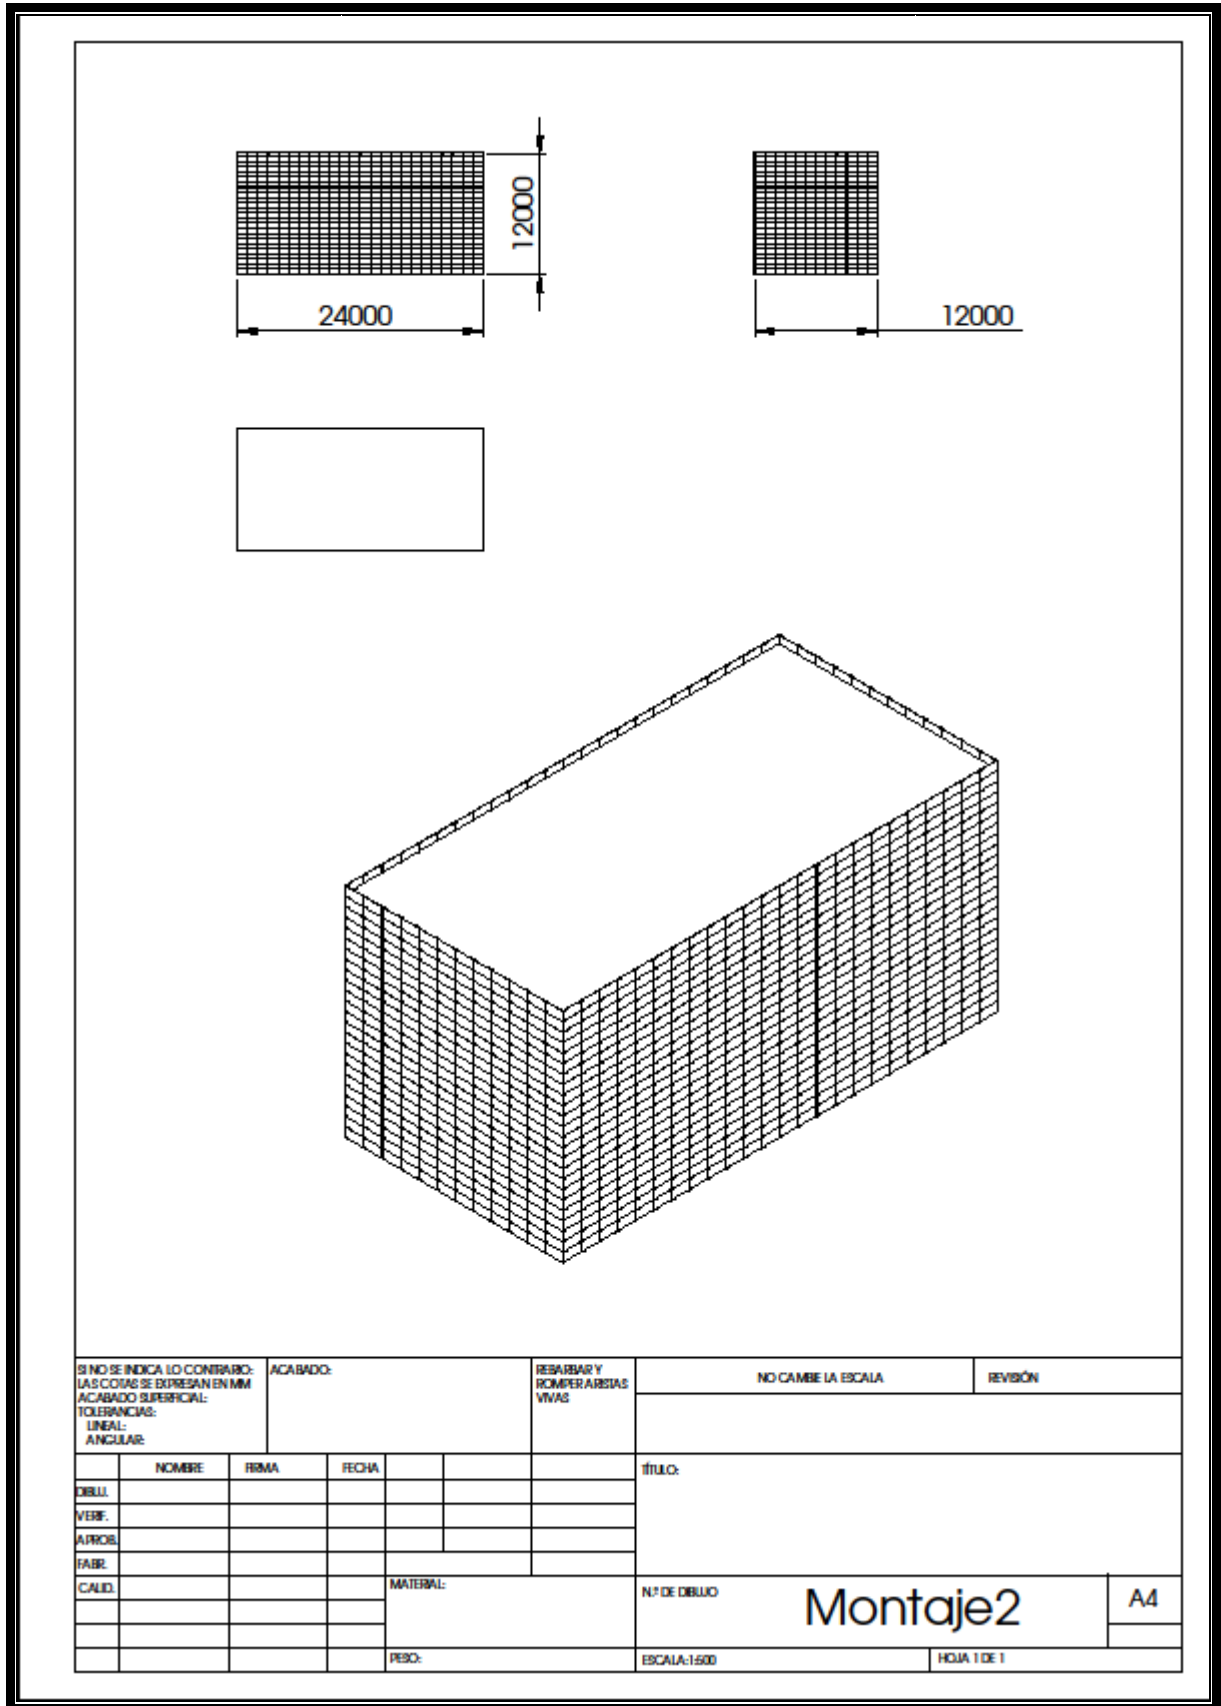 12000
24000
12000
SI NO SE INDICA LO CONTRARIO:
LAS COTAS SE EXPRESAN EN MM
ACABADO SUPERFICIAL:
TOLERANCIAS:
LINEAL:
ANGULAR:
ACABADO:
REBARBAR Y
ROMPER ARISTAS
VIVAS
NO CAMBIE LA ESCALA
REVISIÓN
NOMBRE
FIRMA
FECHA
TÍTULO:
DIBUJ.
VERIF.
APROB.
FABR.
CALID.
MATERIAL:
N.º DE DIBUJO
Montaje2
A4
PESO:
ESCALA:1:500
HOJA 1 DE 1